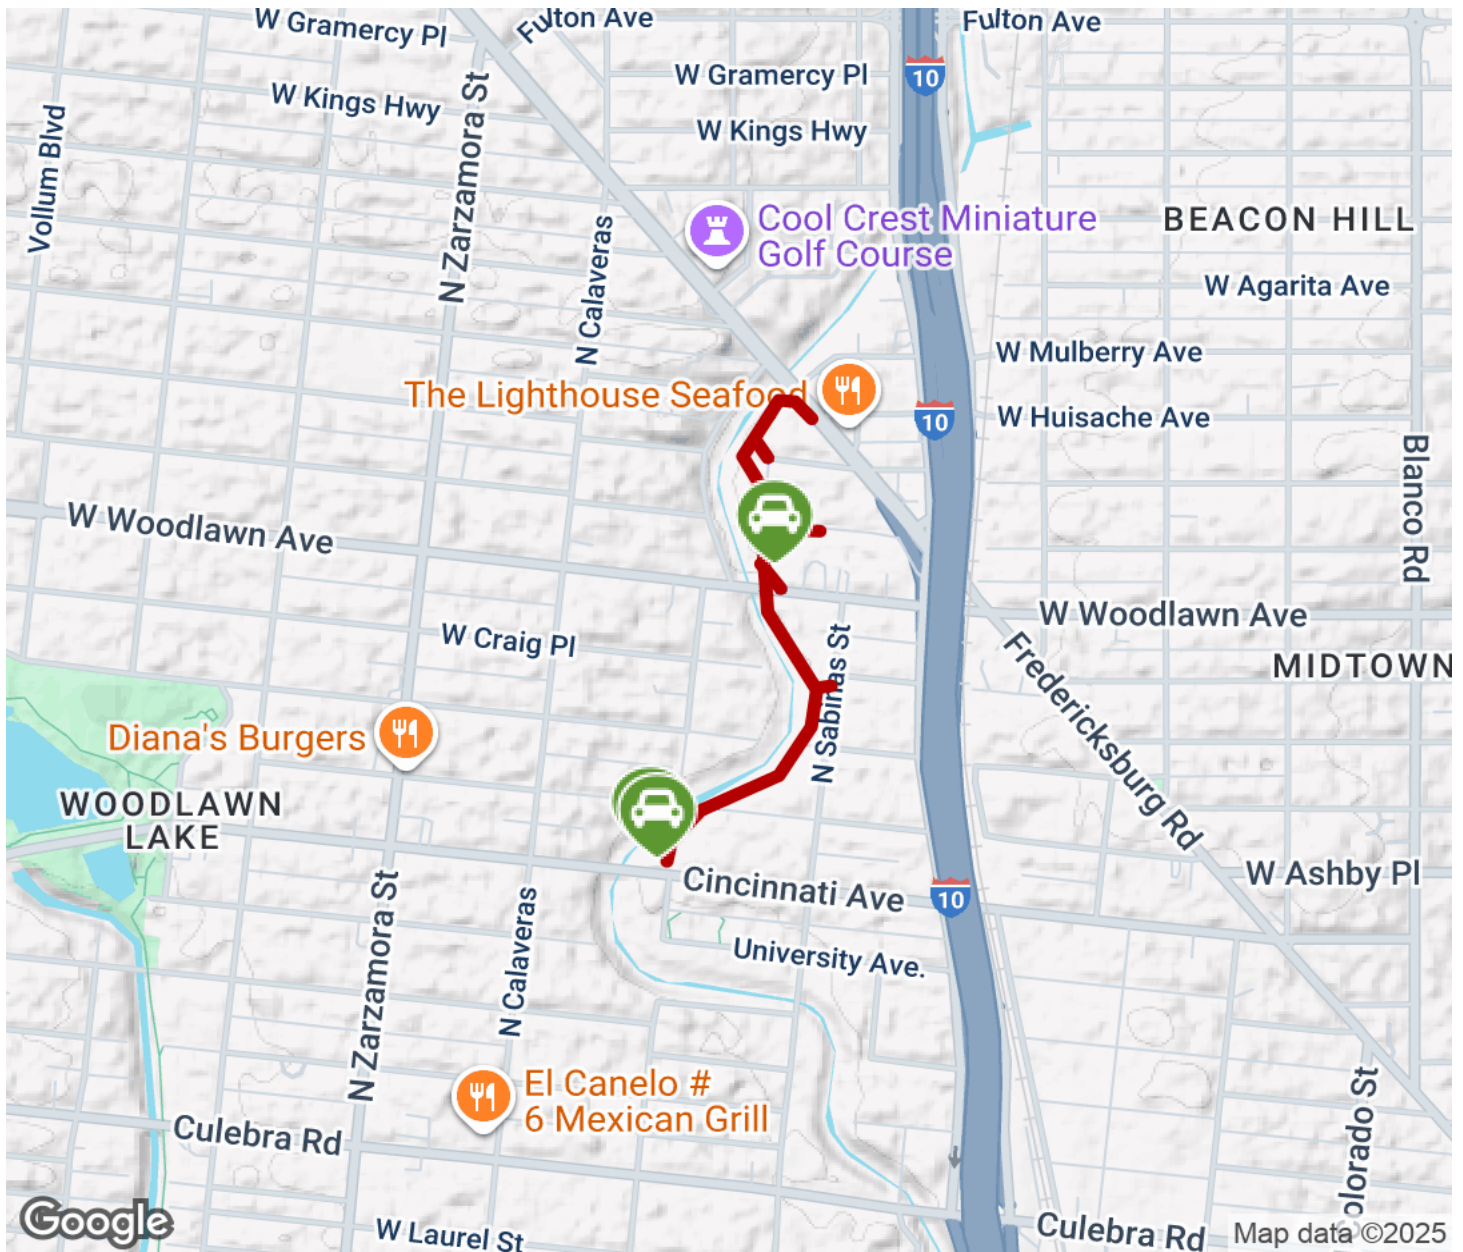 W Gramercy Pl
Fulton Ave
Fulton Ave
W Gramercy Pl
10
W Kings Hwy
W Kings Hwy
Vollum Blvd
N Zarzamora St
N Calaveras
Cool Crest Miniature
Golf Course
BEACON HILL
W Agarita Ave
W Mulberry Ave
The Lighthouse Seafood
W Huisache Ave
10
Blanco Rd
W Woodlawn Ave
W Woodlawn Ave
W Craig Pl
N Sabinas St
MIDTOWN
Fredericksburg Rd
Diana's Burgers
WOODLAWN
LAKE
Cincinnati Ave
10
W Ashby Pl
N Zarzamora St
N Calaveras
University Ave.
El Canelo #
6 Mexican Grill
Culebra Rd
Colorado St
Google
W Laurel St
Culebra Rd
Map data ©2025